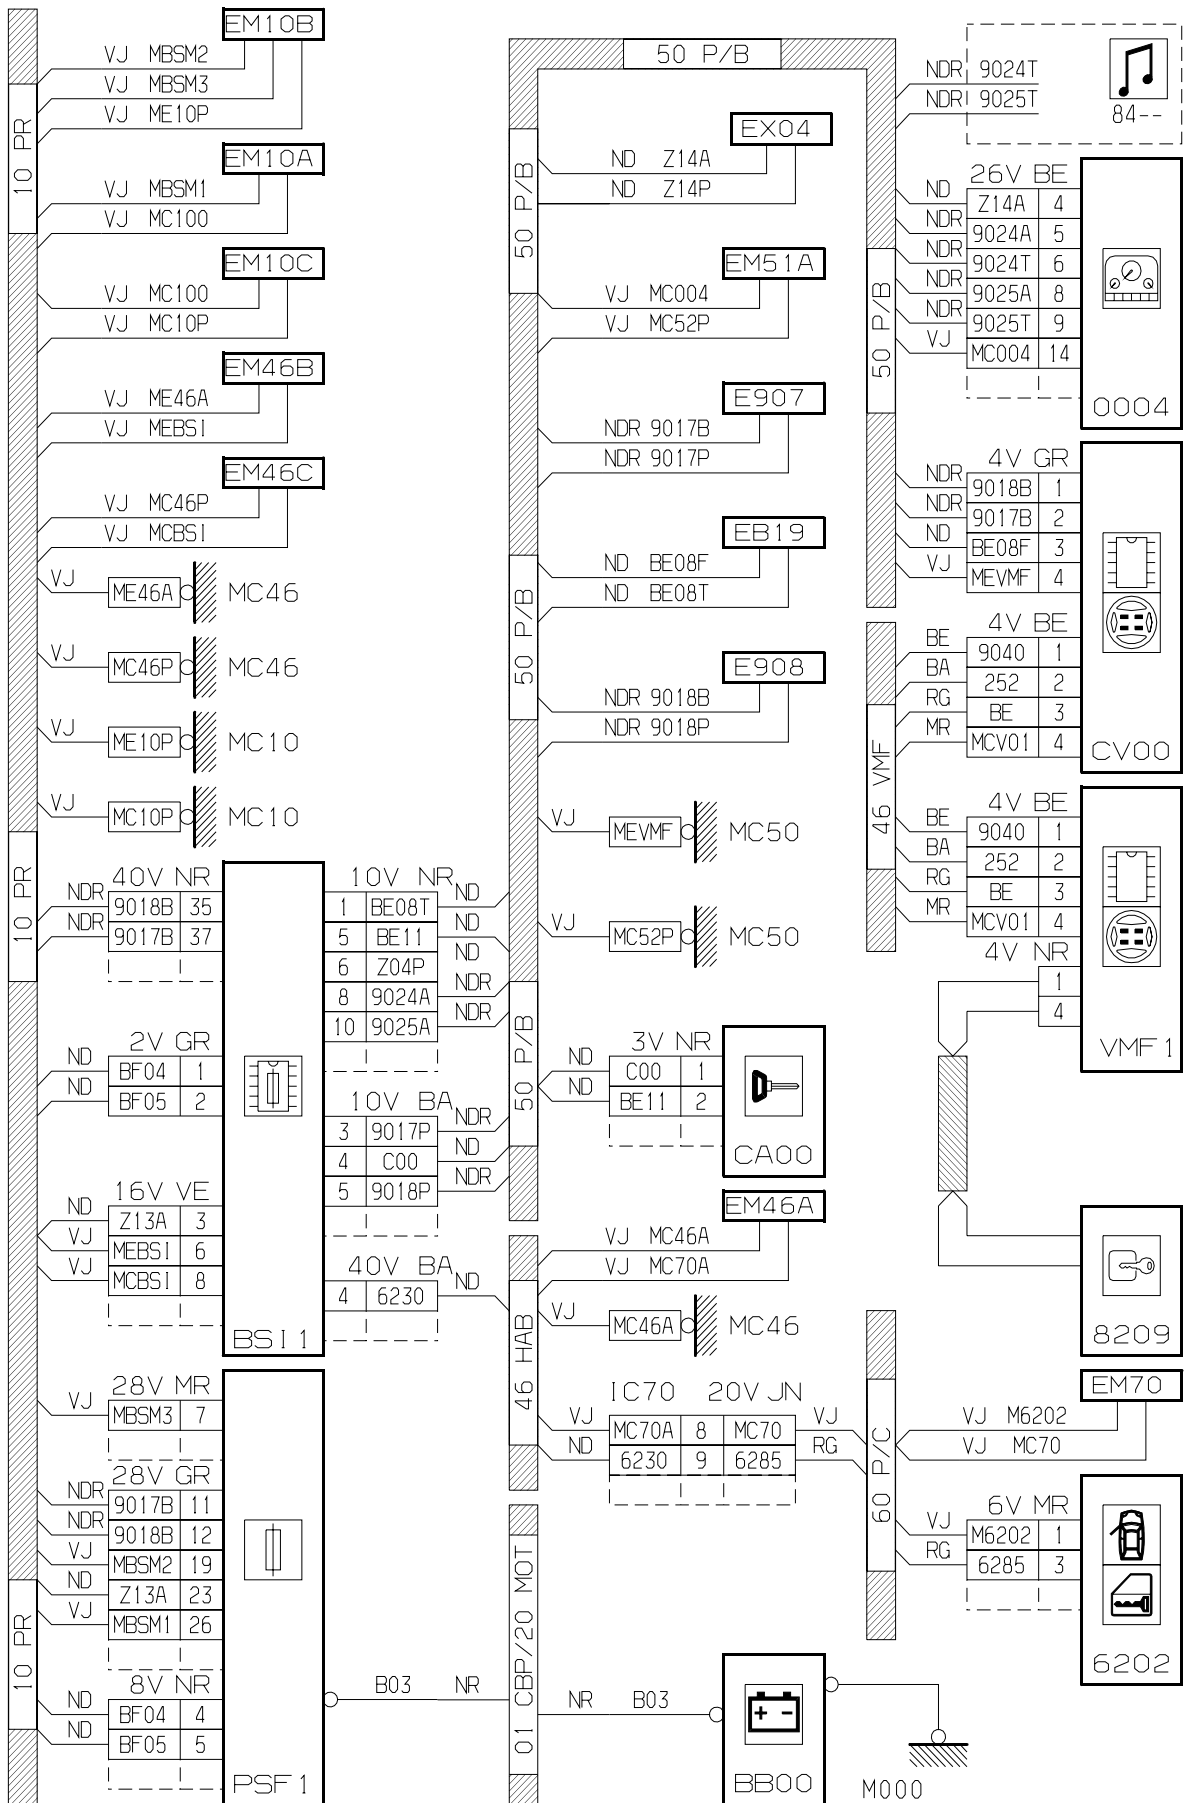 EM10B
VJ MBSM2
VJ MBSM3
VJ ME10P
10 PR
EM10A
VJ MBSM1
VJ MC100
EM10C
VJ MC100
VJ MC10P
EM46B
VJ ME46A
VJ MEBSI
EM46C
VJ MC46P
VJ MCBSI
VJ ME46A MC46
VJ MC46P MC46
VJ ME10P MC10
VJ MC10P MC10
10 PR
40V NR
NDR 9018B 35
NDR 9017B 37
2V GR
ND BF04 1
ND BF05 2
16V VE
ND Z13A 3
VJ MEBSI 6
VJ MCBSI 8
BSI1
10V NR
1 BE08T ND
5 BE11 ND
6 Z04P ND
8 9024A NDR
10 9025A NDR
10V BA
3 9017P NDR
4 C00 ND
5 9018P NDR
40V BA
4 6230 ND
28V MR
VJ MBSM3 7
28V GR
NDR 9017B 11
NDR 9018B 12
VJ MBSM2 19
ND Z13A 23
VJ MBSM1 26
10 PR
8V NR
ND BF04 4
ND BF05 5
PSF1
B03 NR
50 P/B
50 P/B
EX04
ND Z14A
ND Z14P
EM51A
VJ MC004
VJ MC52P
E907
NDR 9017B
NDR 9017P
EB19
ND BE08F
ND BE08T
50 P/B
E908
NDR 9018B
NDR 9018P
VJ MEVMF MC50
VJ MC52P MC50
50 P/B
3V NR
ND C00 1
ND BE11 2
CA00
EM46A
VJ MC46A
VJ MC70A
VJ MC46A MC46
46 HAB
IC70 20V JN
VJ MC70A 8 MC70 VJ
ND 6230 9 6285 RG
01 CBP/20 MOT
NR B03
BB00
M000
NDR 9024T
NDR 9025T
84--
26V BE
ND Z14A 4
NDR 9024A 5
NDR 9024T 6
NDR 9025A 8
NDR 9025T 9
VJ MC004 14
0004
50 P/B
4V GR
NDR 9018B 1
NDR 9017B 2
ND BE08F 3
VJ MEVMF 4
4V BE
BE 9040 1
BA 252 2
RG BE 3
MR MCV01 4
CV00
46 VMF
4V BE
BE 9040 1
BA 252 2
RG BE 3
MR MCV01 4
4V NR
1
4
VMF1
8209
EM70
VJ M6202
VJ MC70
60 P/C
6V MR
VJ M6202 1
RG 6285 3
6202